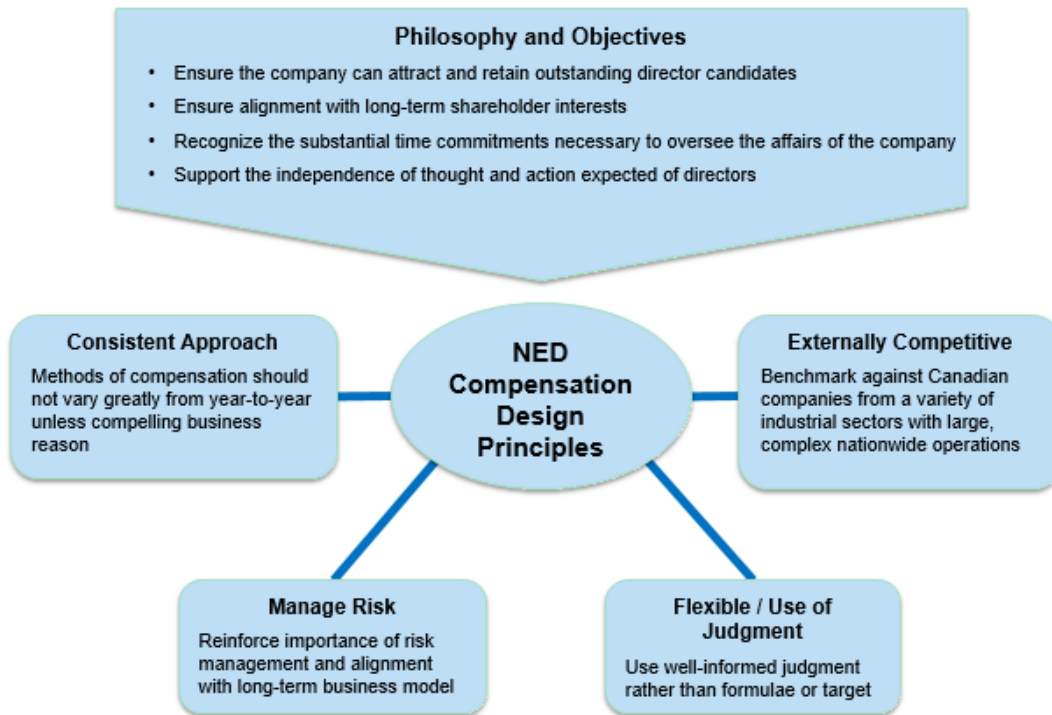 Philosophy and Objectives
• Ensure the company can attract and retain outstanding director candidates
• Ensure alignment with long-term shareholder interests
• Recognize the substantial time commitments necessary to oversee the affairs of the company
• Support the independence of thought and action expected of directors
NED
Compensation
Design
Principles
Consistent Approach
Methods of compensation should
not vary greatly from year-to-year
unless compelling business
reason
Externally Competitive
Benchmark against Canadian
companies from a variety of
industrial sectors with large,
complex nationwide operations
Manage Risk
Reinforce importance of risk
management and alignment
with long-term business model
Flexible / Use of
Judgment
Use well-informed judgment
rather than formulae or target